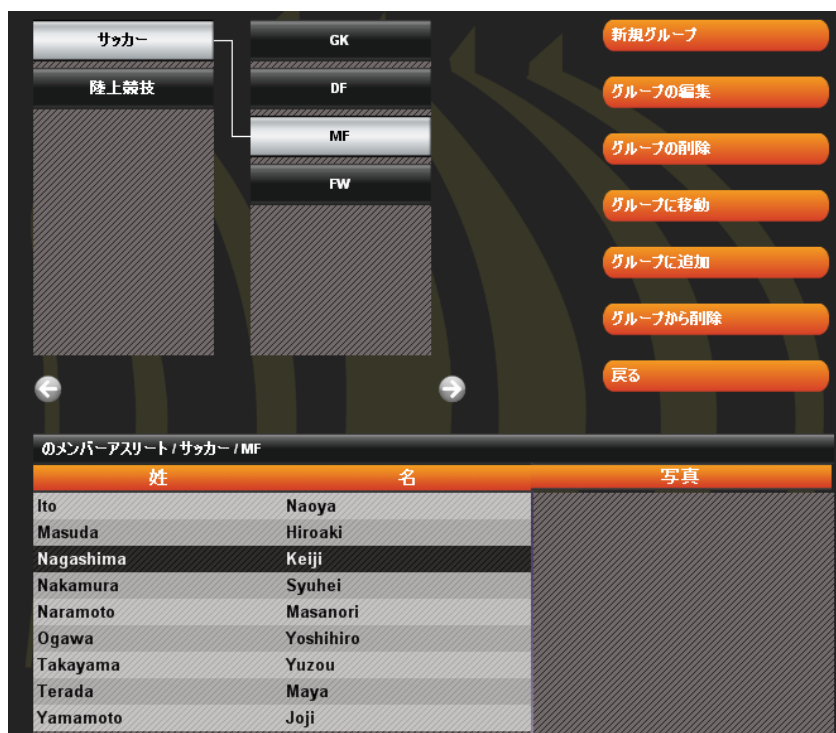 サッカー
陸上競技
GK
DF
MF
FW
新規グループ
グループの編集
グループの削除
グループに移動
グループに追加
グループから削除
戻る
のメンバーアスリート / サッカー / MF
姓 名 写真
Ito Naoya
Masuda Hiroaki
Nagashima Keiji
Nakamura Syuhei
Naramoto Masanori
Ogawa Yoshihiro
Takayama Yuzou
Terada Maya
Yamamoto Joji